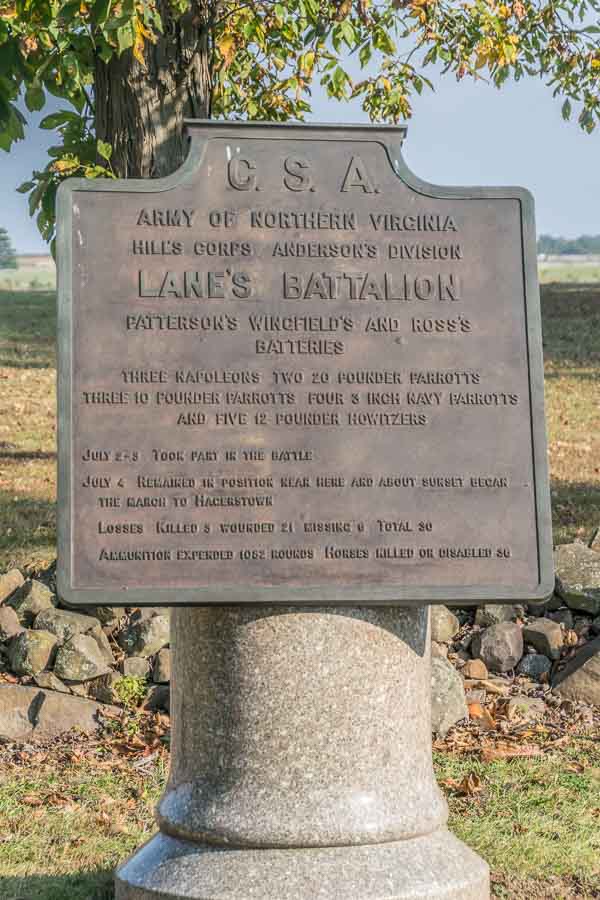 C. S. A.
ARMY OF NORTHERN VIRGINIA
HILL'S CORPS ANDERSON'S DIVISION
LANE'S BATTALION
PATTERSON'S WINGFIELD'S AND ROSS'S
BATTERIES
THREE NAPOLEONS TWO 20 POUNDER PARROTTS
THREE 10 POUNDER PARROTTS FOUR 3 INCH NAVY PARROTTS
AND FIVE 12 POUNDER HOWITZERS
JULY 2-3 TOOK PART IN THE BATTLE
JULY 4 REMAINED IN POSITION NEAR HERE AND ABOUT SUNSET BEGAN
THE MARCH TO HAGERSTOWN
LOSSES KILLED 3 WOUNDED 21 MISSING 6 TOTAL 30
AMMUNITION EXPENDED 1082 ROUNDS HORSES KILLED OR DISABLED 36